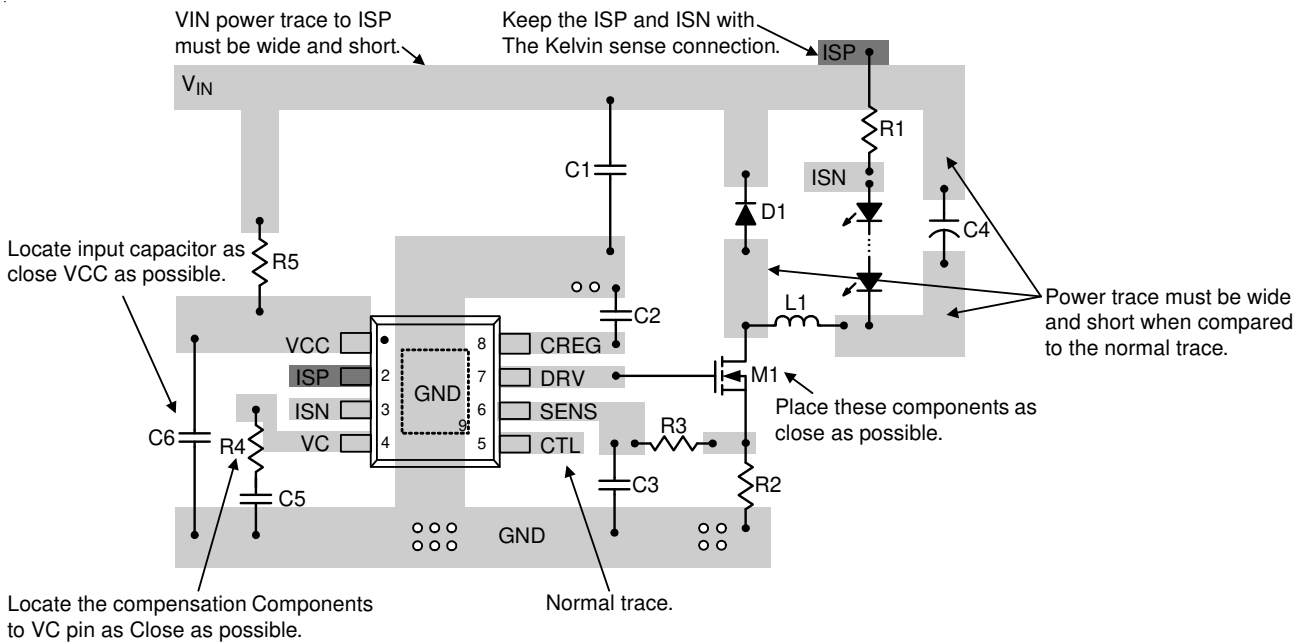 VIN power trace to ISP
must be wide and short.
Keep the ISP and ISN with
The Kelvin sense connection.
ISP
VIN
R1
C1
ISN
D1
C4
Locate input capacitor as
close VCC as possible.
R5
L1
C2
Power trace must be wide
and short when compared
to the normal trace.
VCC
8
CREG
ISP
2
GND
7
DRV
M1
ISN
3
6
SENS
9
Place these components as
close as possible.
C6
R4
VC
4
5
CTL
R3
C5
C3
R2
GND
Locate the compensation Components
to VC pin as Close as possible.
Normal trace.